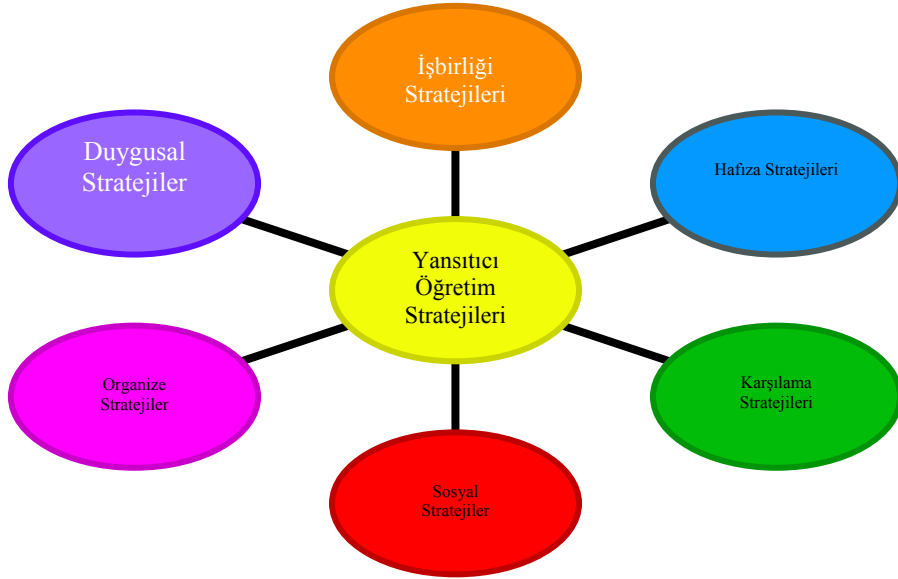 İşbirliği
Stratejileri
Duygusal
Stratejiler
Hafıza Stratejileri
Yansıtıcı
Öğretim
Stratejileri
Organize
Stratejiler
Karşılama
Stratejileri
Sosyal
Stratejiler